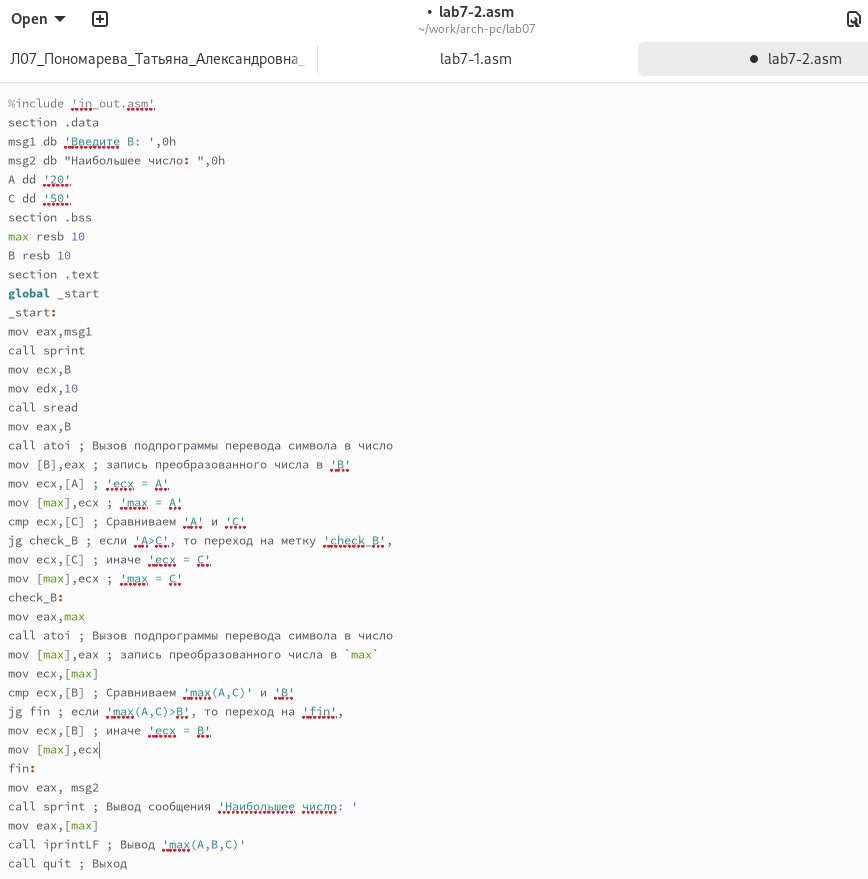 Open
• lab7-2.asm
~/work/arch-pc/lab07
Л07_Пономарева_Татьяна_Александровна_
lab7-1.asm
● lab7-2.asm
%include 'in_out.asm'
section .data
msg1 db 'Введите B: ',0h
msg2 db "Наибольшее число: ",0h
A dd '20'
C dd '50'
section .bss
max resb 10
B resb 10
section .text
global _start
_start:
mov eax,msg1
call sprint
mov ecx,B
mov edx,10
call sread
mov eax,B
call atoi ; Вызов подпрограммы перевода символа в число
mov [B],eax ; запись преобразованного числа в 'B'
mov ecx,[A] ; 'ecx = A'
mov [max],ecx ; 'max = A'
cmp ecx,[C] ; Сравниваем 'A' и 'C'
jg check_B ; если 'A>C', то переход на метку 'check_B',
mov ecx,[C] ; иначе 'ecx = C'
mov [max],ecx ; 'max = C'
check_B:
mov eax,max
call atoi ; Вызов подпрограммы перевода символа в число
mov [max],eax ; запись преобразованного числа в `max`
mov ecx,[max]
cmp ecx,[B] ; Сравниваем 'max(A,C)' и 'B'
jg fin ; если 'max(A,C)>B', то переход на 'fin',
mov ecx,[B] ; иначе 'ecx = B'
mov [max],ecx
fin:
mov eax, msg2
call sprint ; Вывод сообщения 'Наибольшее число: '
mov eax,[max]
call iprintLF ; Вывод 'max(A,B,C)'
call quit ; Выход